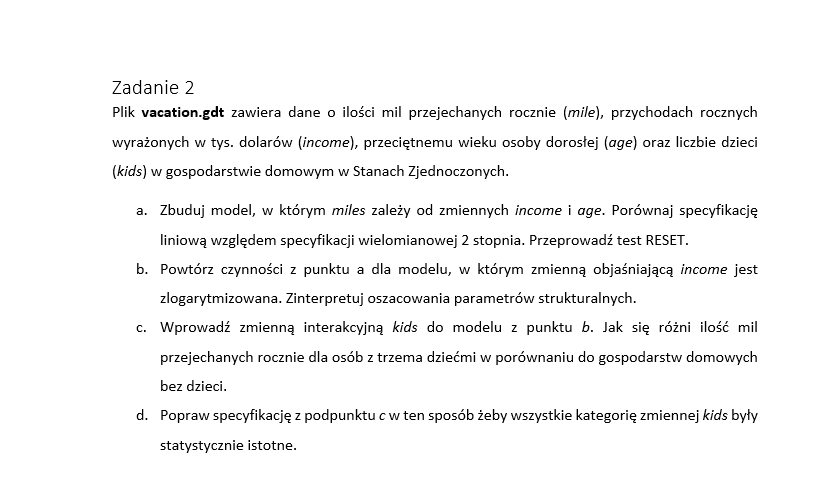 Zadanie 2
Plik vacation.gdt zawiera dane o ilości mil przejechanych rocznie (mile), przychodach rocznych
wyrażonych w tys. dolarów (income), przeciętnemu wieku osoby dorosłej (age) oraz liczbie dzieci
(kids) w gospodarstwie domowym w Stanach Zjednoczonych.
a. Zbuduj model, w którym miles zależy od zmiennych income i age. Porównaj specyfikację
liniową względem specyfikacji wielomianowej 2 stopnia. Przeprowadź test RESET.
b. Powtórz czynności z punktu a dla modelu, w którym zmienną objaśniającą income jest
zlogarytmizowana. Zinterpretuj oszacowania parametrów strukturalnych.
c. Wprowadź zmienną interakcyjną kids do modelu z punktu b. Jak się różni ilość mil
przejechanych rocznie dla osób z trzema dziećmi w porównaniu do gospodarstw domowych
bez dzieci.
d. Popraw specyfikację z podpunktu c w ten sposób żeby wszystkie kategorię zmiennej kids były
statystycznie istotne.